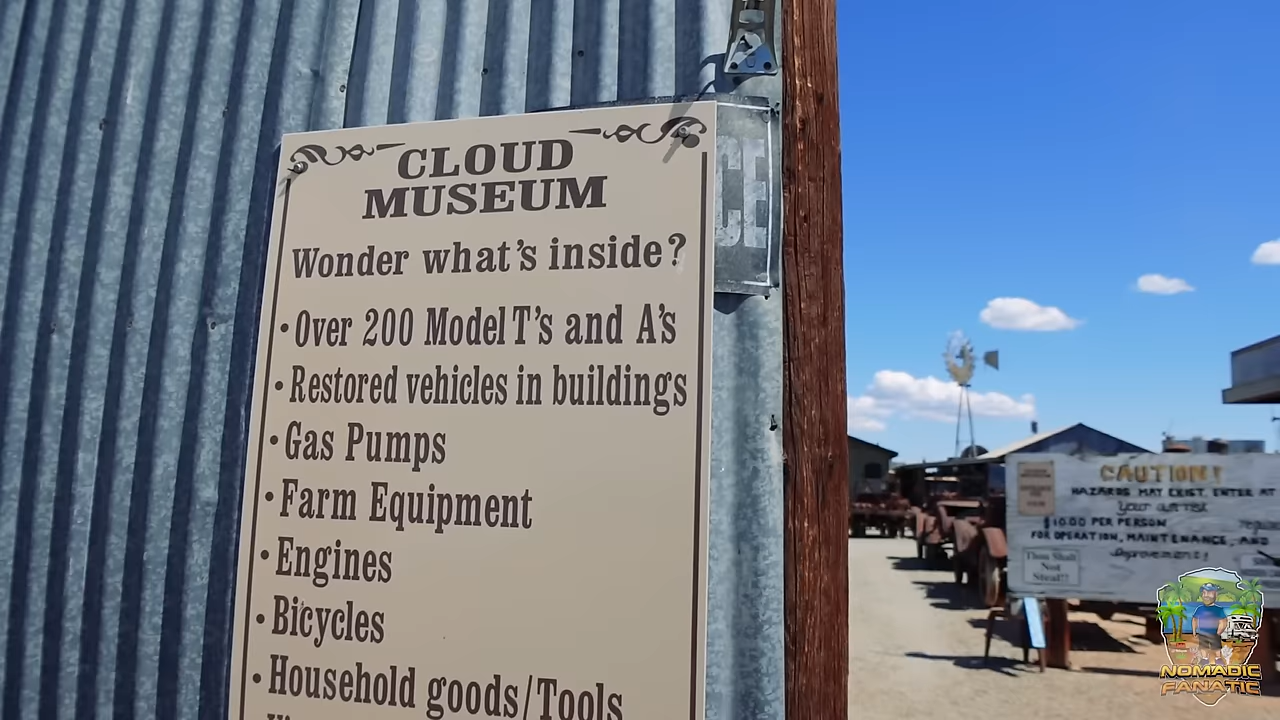 CLOUD
MUSEUM
Wonder what's inside?
• Over 200 Model T's and A's
• Restored vehicles in buildings
• Gas Pumps
• Farm Equipment
• Engines
• Bicycles
• Household goods/Tools
CE
CAUTION!
HAZARDS MAY EXIST, ENTER AT
Your own risk
$10.00 PER PERSON
FOR OPERATION, MAINTENANCE, AND
Improvements!
Thou Shalt
Not
Steal!!
NOMADIC
FANATIC